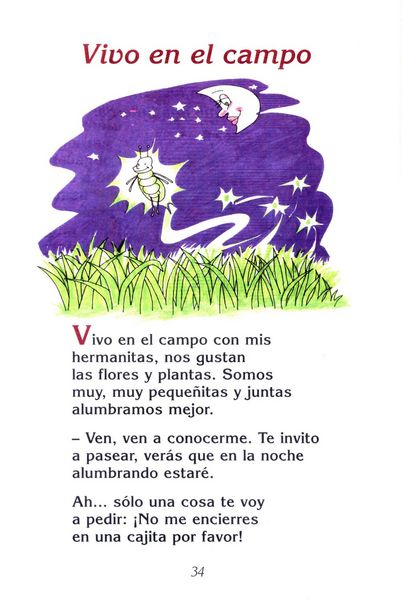 Vivo en el campo
Vivo en el campo con mis
hermanitas, nos gustan
las flores y plantas. Somos
muy, muy pequeñitas y juntas
alumbramos mejor.
– Ven, ven a conocerme. Te invito
a pasear, verás que en la noche
alumbrando estaré.
Ah... sólo una cosa te voy
a pedir: ¡No me encierres
en una cajita por favor!
34